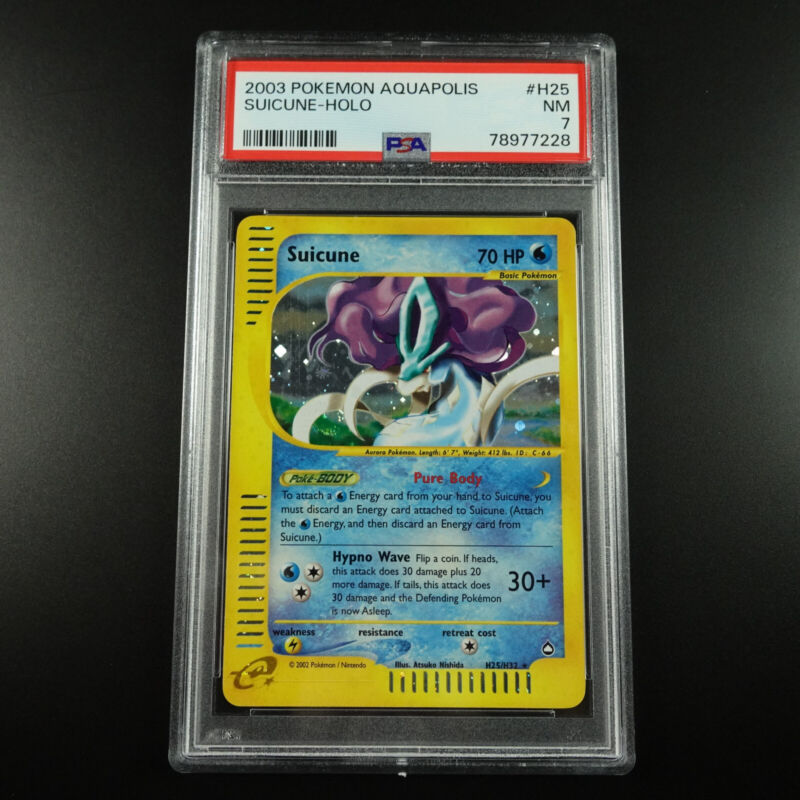 2003 POKEMON AQUAPOLIS #H25
SUICUNE-HOLO NM
7
PSA 78977228
Suicune 70 HP
Basic Pokémon
Aurora Pokémon. Length: 6' 7", Weight: 412 lbs. ID: C-66
Poké-BODY Pure Body
To attach a Energy card from your hand to Suicune, you
must discard an Energy card attached to Suicune. (Attach
the Energy, and then discard an Energy card from
Suicune.)
Hypno Wave Flip a coin. If heads,
this attack does 30 damage plus 20
more damage. If tails, this attack does
30 damage and the Defending Pokémon
is now Asleep.
30+
weakness resistance retreat cost
© 2002 Pokémon / Nintendo Illus. Atsuko Nishida H25/H32
e